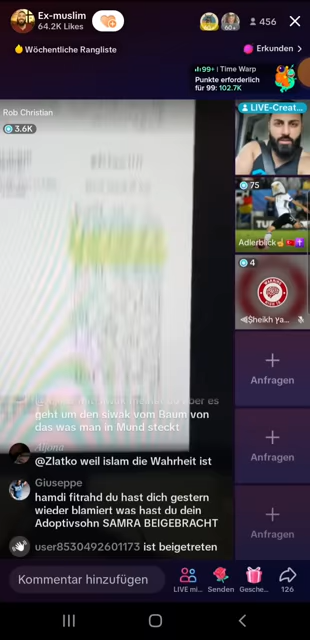 Ex-muslim
64.2K Likes
60+
456
Wöchentliche Rangliste
Erkunden
99+ | Time Warp
Punkte erforderlich
für 99: 102.7K
Rob Christian
3.6K
LIVE-Creat...
75
Adlerblick
4
Anfragen
Anfragen
Anfragen
geht um den siwak vom Baum von
das was man in Mund steckt
@Zlatko weil islam die Wahrheit ist
Giuseppe
hamdi fitrahd du hast dich gestern
wieder blamiert was hast du dein
Adoptivsohn SAMRA BEIGEBRACHT
user8530492601173 ist beigetreten
Kommentar hinzufügen
LIVE mi...
Senden
Gesche...
126